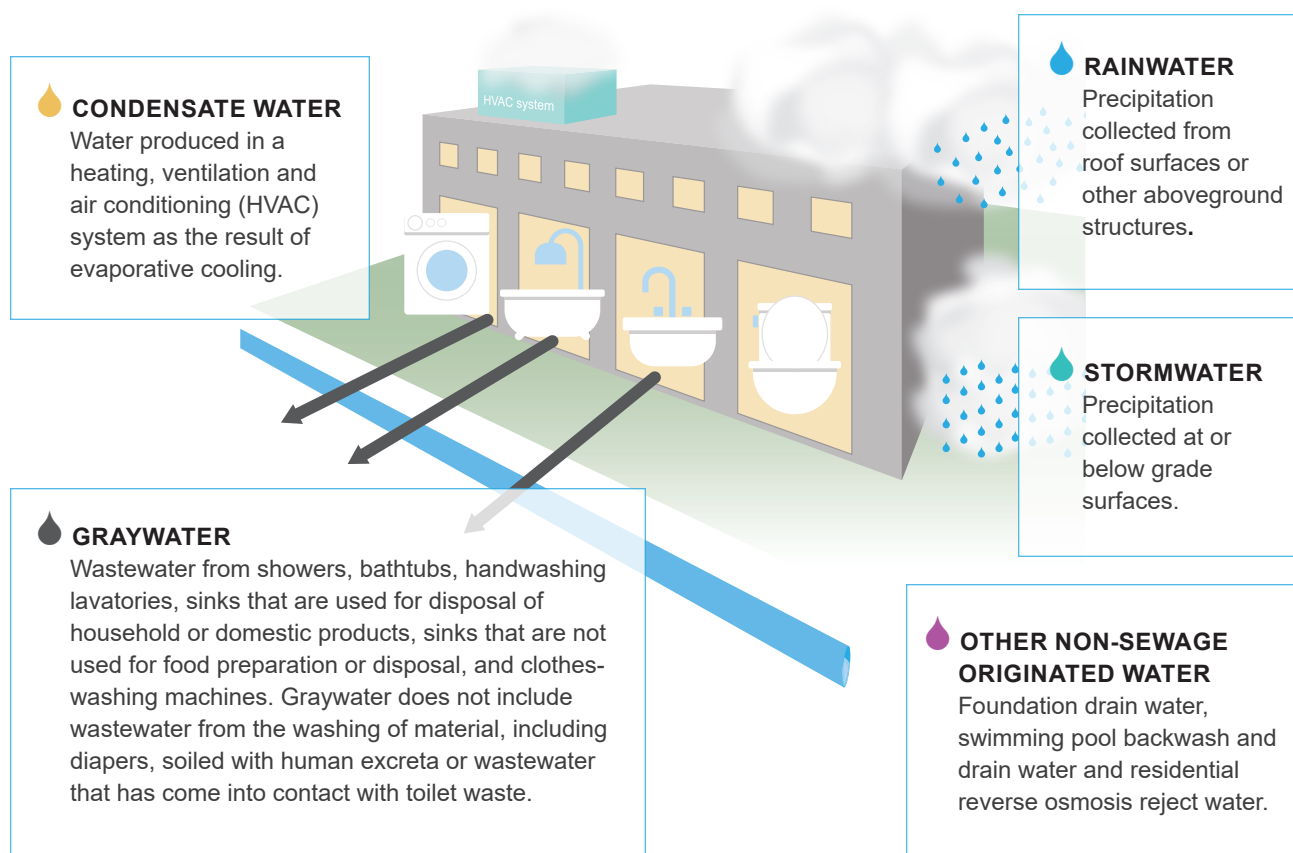 CONDENSATE WATER
Water produced in a
heating, ventilation and
air conditioning (HVAC)
system as the result of
evaporative cooling.
HVAC system
RAINWATER
Precipitation
collected from
roof surfaces or
other aboveground
structures.
STORMWATER
Precipitation
collected at or
below grade
surfaces.
GRAYWATER
Wastewater from showers, bathtubs, handwashing
lavatories, sinks that are used for disposal of
household or domestic products, sinks that are not
used for food preparation or disposal, and clothes-
washing machines. Graywater does not include
wastewater from the washing of material, including
diapers, soiled with human excreta or wastewater
that has come into contact with toilet waste.
OTHER NON-SEWAGE
ORIGINATED WATER
Foundation drain water,
swimming pool backwash and
drain water and residential
reverse osmosis reject water.